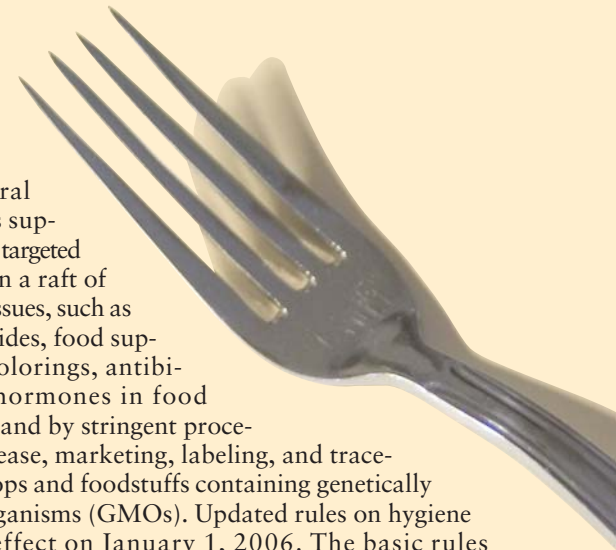 ral
s sup-
targeted
n a raft of
ssues, such as
ides, food sup-
olorings, antibi-
hormones in food
and by stringent proce-
ease, marketing, labeling, and trace-
ops and foodstuffs containing genetically
ganisms (GMOs). Updated rules on hygiene
effect on January 1, 2006. The basic rules